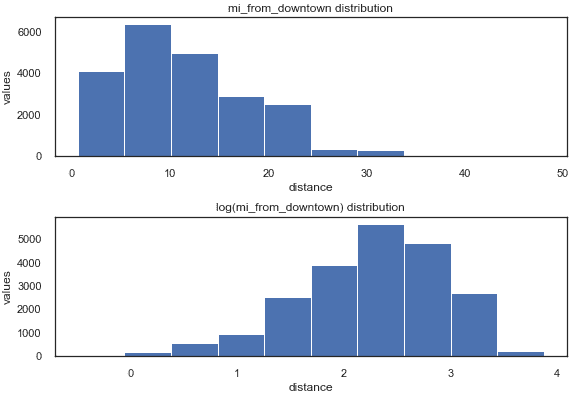 mi_from_downtown distribution
6000
4000
2000
0
values
0 10 20 30 40 50
distance
log(mi_from_downtown) distribution
5000
4000
3000
2000
1000
0
values
0 1 2 3 4
distance